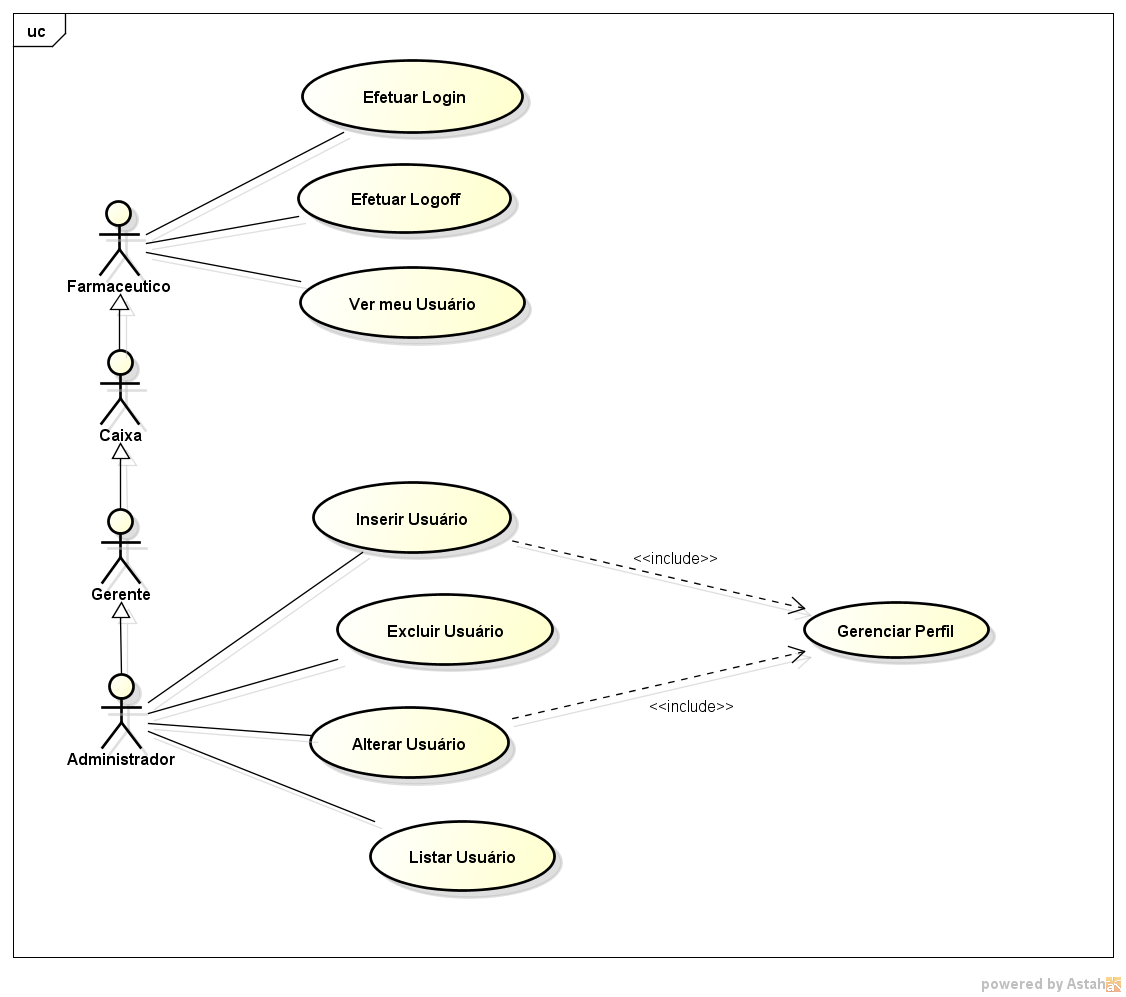 uc
Efetuar Login
Efetuar Logoff
Farmaceutico
Ver meu Usuário
Caixa
Inserir Usuário
<<include>>
Gerente
Excluir Usuário
Gerenciar Perfil
<<include>>
Alterar Usuário
Administrador
Listar Usuário
powered by Astah